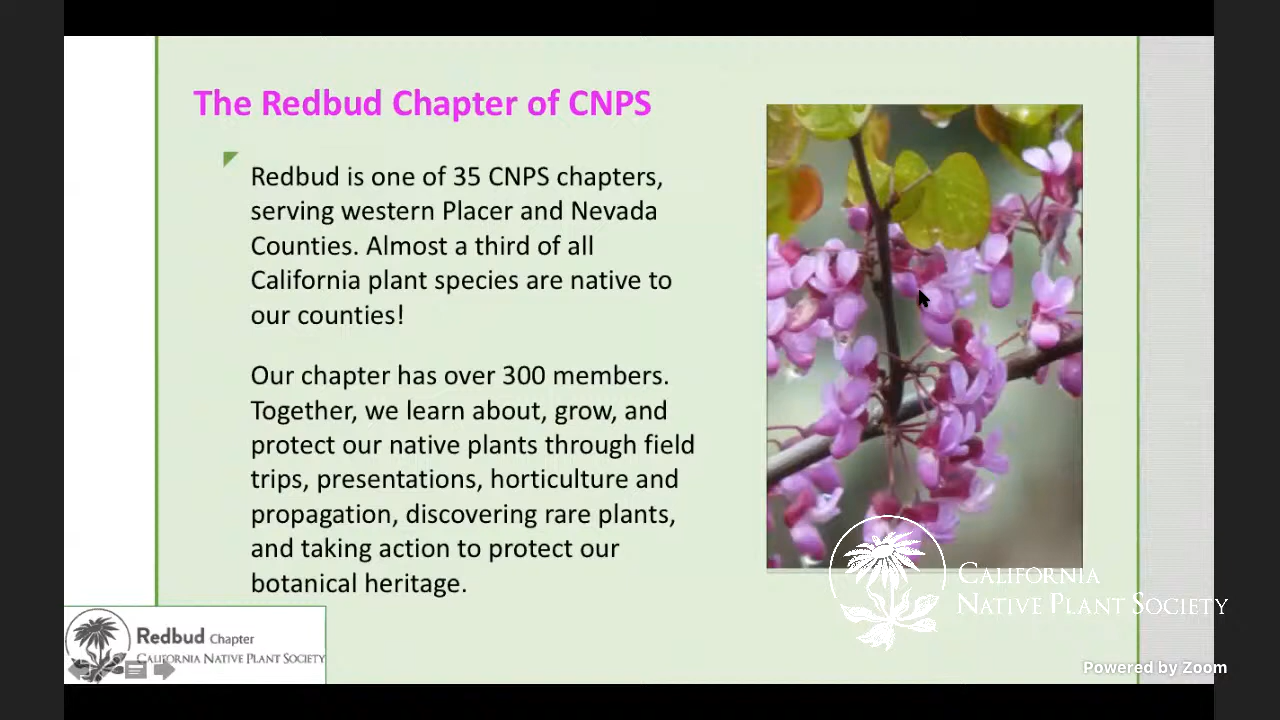 The Redbud Chapter of CNPS
Redbud is one of 35 CNPS chapters,
serving western Placer and Nevada
Counties. Almost a third of all
California plant species are native to
our counties!
Our chapter has over 300 members.
Together, we learn about, grow, and
protect our native plants through field
trips, presentations, horticulture and
propagation, discovering rare plants,
and taking action to protect our
botanical heritage.
Redbud Chapter
CALIFORNIA NATIVE PLANT SOCIETY
CALIFORNIA
NATIVE PLANT SOCIETY
Powered by Zoom